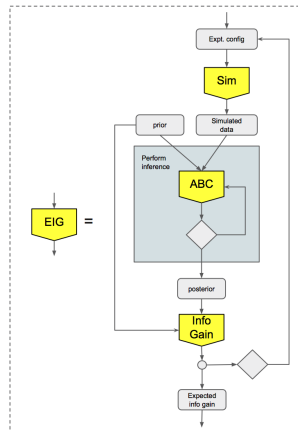 Expt. config
Sim
prior
Simulated
data
Perform
inference
ABC
EIG
=
posterior
Info
Gain
Expected
info gain